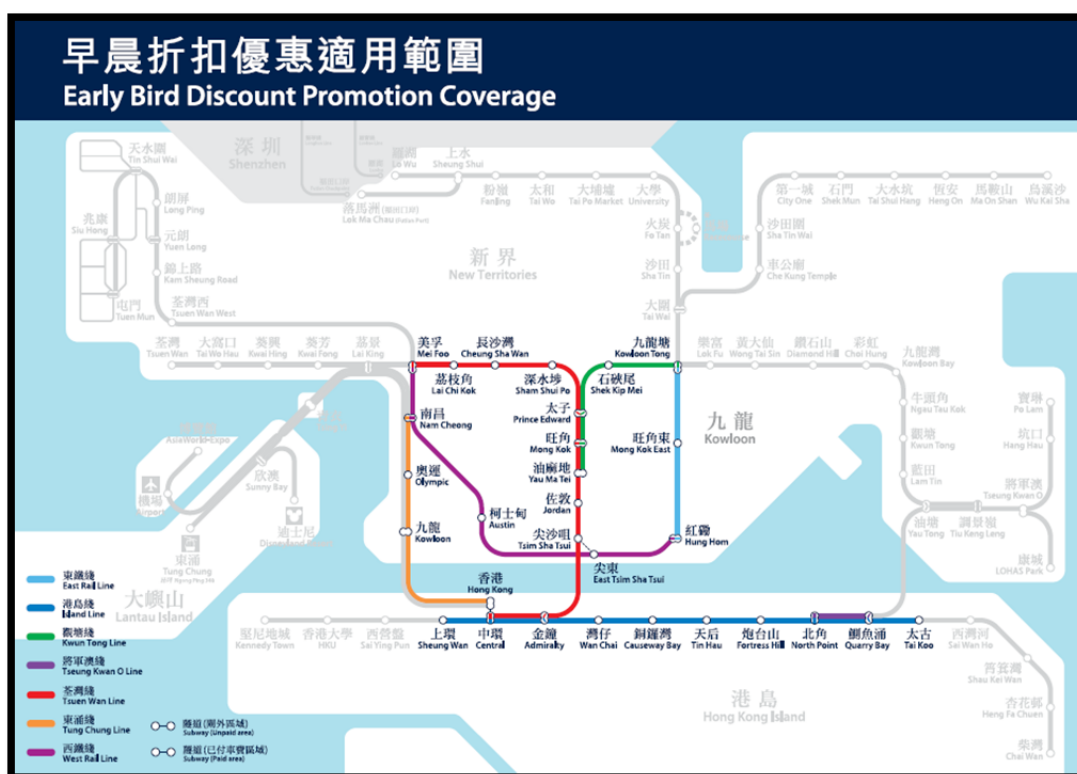 早晨折扣優惠適用範圍
Early Bird Discount Promotion Coverage
深圳
Shenzhen
天水圍
Tin Shui Wai
朗屏
Long Ping
兆康
Siu Hong
元朗
Yuen Long
錦上路
Kam Sheung Road
屯門
Tuen Mun
荃灣西
Tsuen Wan West
羅湖
Lo Wu
上水
Sheung Shui
落馬洲
Lok Ma Chau
粉嶺
Fanling
太和
Tai Wo
大埔墟
Tai Po Market
大學
University
火炭
Fo Tan
沙田
Sha Tin
大圍
Tai Wai
新界
New Territories
第一城
City One
石門
Shek Mun
大水坑
Tai Shui Hang
恆安
Heng On
馬鞍山
Ma On Shan
烏溪沙
Wu Kai Sha
沙田圍
Sha Tin Wai
車公廟
Che Kung Temple
荃灣
Tsuen Wan
大窩口
Tai Wo Hau
葵興
Kwai Hing
葵芳
Kwai Fong
荔景
Lai King
美孚
Mei Foo
長沙灣
Cheung Sha Wan
荔枝角
Lai Chi Kok
深水埗
Sham Shui Po
石硤尾
Shek Kip Mei
九龍塘
Kowloon Tong
樂富
Lok Fu
黃大仙
Wong Tai Sin
鑽石山
Diamond Hill
彩虹
Choi Hung
九龍灣
Kowloon Bay
牛頭角
Ngau Tau Kok
觀塘
Kwun Tong
藍田
Lam Tin
油塘
Yau Tong
調景嶺
Tiu Keng Leng
寶琳
Po Lam
坑口
Hang Hau
將軍澳
Tseung Kwan O
康城
LOHAS Park
南昌
Nam Cheong
太子
Prince Edward
旺角
Mong Kok
油麻地
Yau Ma Tei
旺角東
Mong Kok East
九龍
Kowloon
奧運
Olympic
佐敦
Jordan
柯士甸
Austin
九龍
Kowloon
尖沙咀
Tsim Sha Tsui
紅磡
Hung Hom
尖東
East Tsim Sha Tsui
AsiaWorld-Expo
機場
Airport
欣澳
Sunny Bay
迪士尼
東涌
Tung Chung
大嶼山
Lantau Island
香港
Hong Kong
堅尼地城
Kennedy Town
香港大學
HKU
西營盤
Sai Ying Pun
上環
Sheung Wan
中環
Central
金鐘
Admiralty
灣仔
Wan Chai
銅鑼灣
Causeway Bay
天后
Tin Hau
炮台山
Fortress Hill
北角
North Point
鰂魚涌
Quarry Bay
太古
Tai Koo
西灣河
Sai Wan Ho
筲箕灣
Shau Kei Wan
杏花邨
Heng Fa Chuen
柴灣
Chai Wan
港島
Hong Kong Island
東鐵綫
East Rail Line
港島綫
Island Line
觀塘綫
Kwun Tong Line
將軍澳綫
Tseung Kwan O Line
荃灣綫
Tsuen Wan Line
東涌綫
Tung Chung Line
西鐵綫
West Rail Line
隧道(閘外區域)
Subway (Unpaid area)
隧道(已付車費區域)
Subway (Paid area)